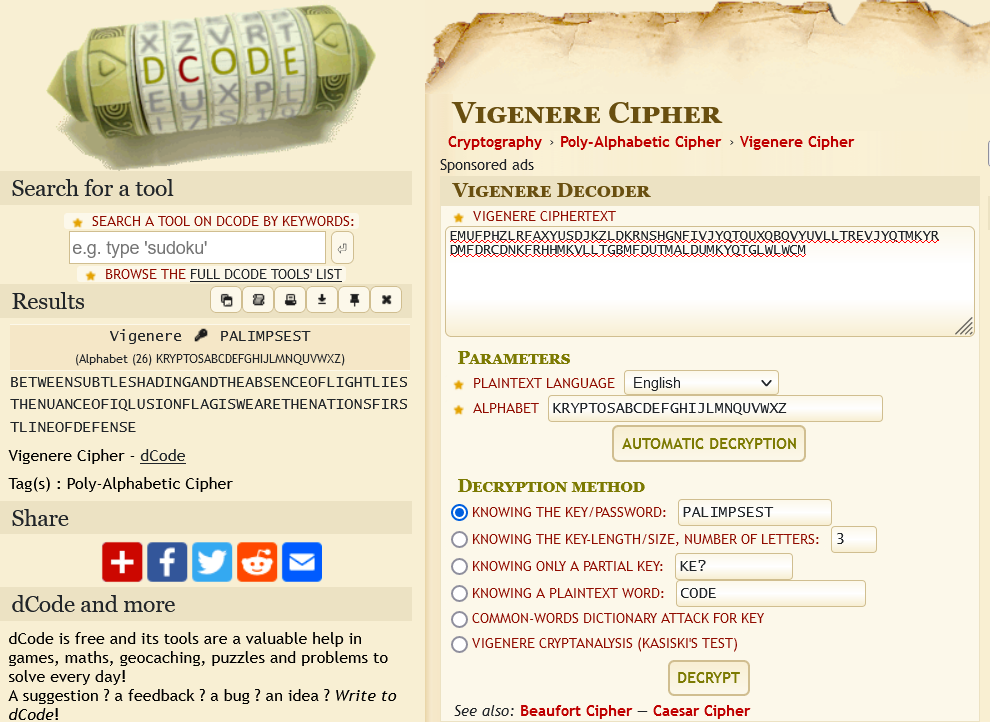 X Z V R T
D C O D E
E U X P L
Search for a tool
SEARCH A TOOL ON DCODE BY KEYWORDS:
e.g. type 'sudoku'
BROWSE THE FULL DCODE TOOLS' LIST
Results
Vigenere PALIMPSEST
(Alphabet (26) KRYPTOSABCDEFGHIJLMNQUVWXZ)
BETWEENSUBTLESHADINGANDTHEABSENCEOFLIGHTLIES
THENUANCEOFIQLUSIONFLAGISWEARETHENATIONSFIRS
TLINEOFDEFENSE
Vigenere Cipher - dCode
Tag(s) : Poly-Alphabetic Cipher
Share
dCode and more
dCode is free and its tools are a valuable help in
games, maths, geocaching, puzzles and problems to
solve every day!
A suggestion ? a feedback ? a bug ? an idea ? Write to
dCode!
VIGENERE CIPHER
Cryptography › Poly-Alphabetic Cipher › Vigenere Cipher
Sponsored ads
VIGENERE DECODER
VIGENERE CIPHERTEXT
EMUFPHZLRFAXYUSDJKZLDKRNSHGNFIVJYQTQUXQBQVYUVLLTREVJYQTMKYR
DMFDRCDNKFRHHMKVLLTGBMFDUTMALDUMKYQTGLWLWCM
PARAMETERS
PLAINTEXT LANGUAGE English
ALPHABET KRYPTOSABCDEFGHIJLMNQUVWXZ
AUTOMATIC DECRYPTION
DECRYPTION METHOD
KNOWING THE KEY/PASSWORD: PALIMPSEST
KNOWING THE KEY-LENGTH/SIZE, NUMBER OF LETTERS: 3
KNOWING ONLY A PARTIAL KEY: KE?
KNOWING A PLAINTEXT WORD: CODE
COMMON-WORDS DICTIONARY ATTACK FOR KEY
VIGENERE CRYPTANALYSIS (KASISKI'S TEST)
DECRYPT
See also: Beaufort Cipher — Caesar Cipher